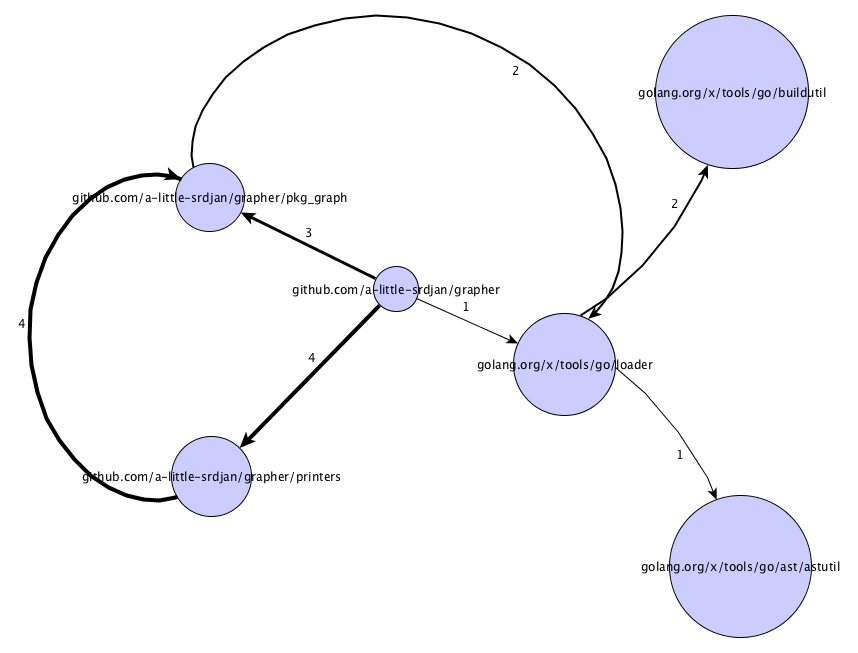 2
golang.org/x/tools/go/buildutil
github.com/a-little-srdjan/grapher/pkg_graph
2
3
github.com/a-little-srdjan/grapher
1
4
4
golang.org/x/tools/go/loader
1
github.com/a-little-srdjan/grapher/printers
golang.org/x/tools/go/ast/astutil